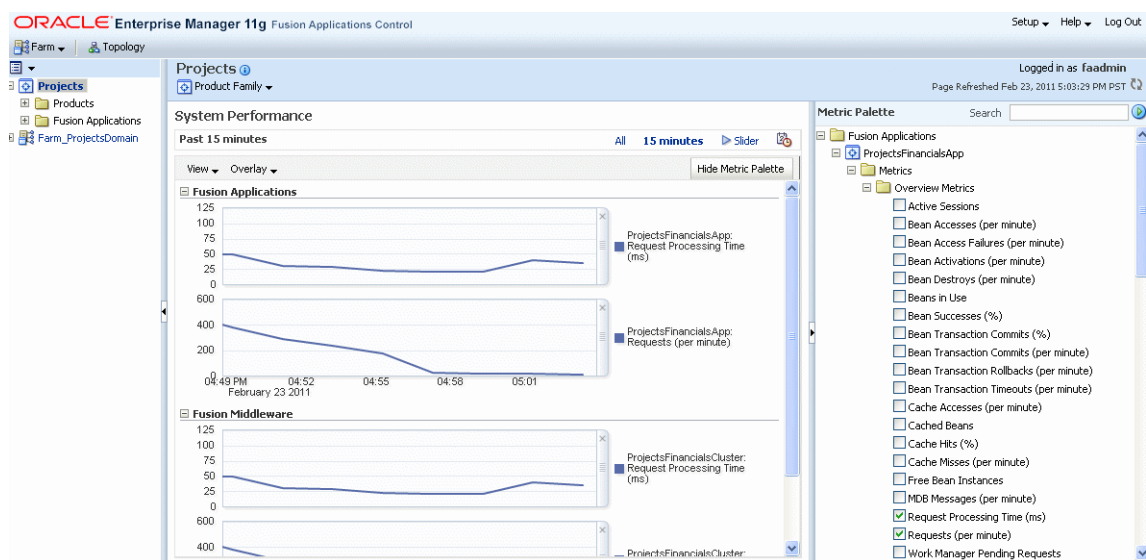 ORACLE Enterprise Manager 11g Fusion Applications Control
Setup Help Log Out
Farm Topology
Projects
Products
Fusion Applications
Farm_ProjectsDomain
Projects
Product Family
Logged in as faadmin
Page Refreshed Feb 23, 2011 5:03:29 PM PST
System Performance
Past 15 minutes
All 15 minutes Slider
View Overlay
Hide Metric Palette
Fusion Applications
125
100
75
50
25
0
ProjectsFinancialsApp:
Request Processing Time
(ms)
600
400
200
0
ProjectsFinancialsApp:
Requests (per minute)
04:49 PM 04:52 04:55 04:58 05:01
February 23 2011
Fusion Middleware
125
100
75
50
25
0
ProjectsFinancialsCluster:
Request Processing Time
(ms)
600
400
ProjectsFinancialsCluster:
Metric Palette
Search
Fusion Applications
ProjectsFinancialsApp
Metrics
Overview Metrics
Active Sessions
Bean Accesses (per minute)
Bean Access Failures (per minute)
Bean Activations (per minute)
Bean Destroys (per minute)
Beans in Use
Bean Successes (%)
Bean Transaction Commits (%)
Bean Transaction Commits (per minute)
Bean Transaction Rollbacks (per minute)
Bean Transaction Timeouts (per minute)
Cache Accesses (per minute)
Cached Beans
Cache Hits (%)
Cache Misses (per minute)
Free Bean Instances
MDB Messages (per minute)
Request Processing Time (ms)
Requests (per minute)
Work Manager Pending Requests